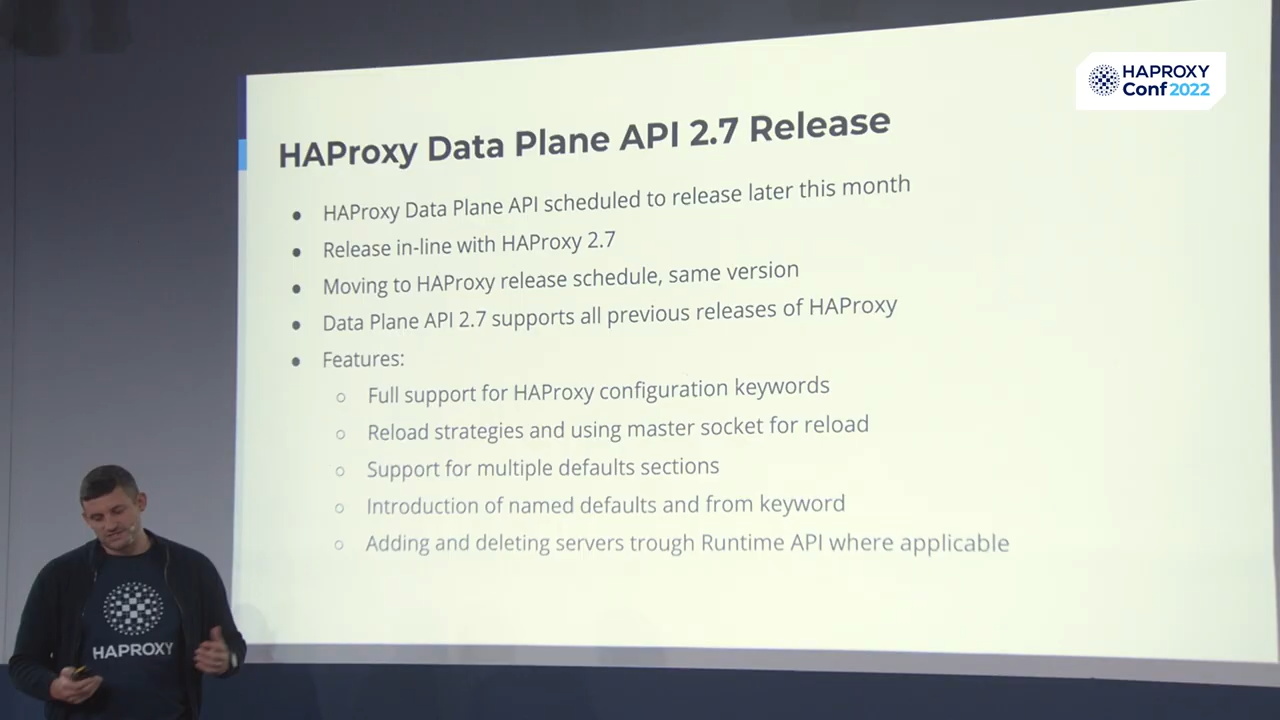 HAPROXY
Conf 2022
HAProxy Data Plane API 2.7 Release
● HAProxy Data Plane API scheduled to release later this month
● Release in-line with HAProxy 2.7
● Moving to HAProxy release schedule, same version
● Data Plane API 2.7 supports all previous releases of HAProxy
● Features:
○ Full support for HAProxy configuration keywords
○ Reload strategies and using master socket for reload
○ Support for multiple defaults sections
○ Introduction of named defaults and from keyword
○ Adding and deleting servers trough Runtime API where applicable
HAPROXY